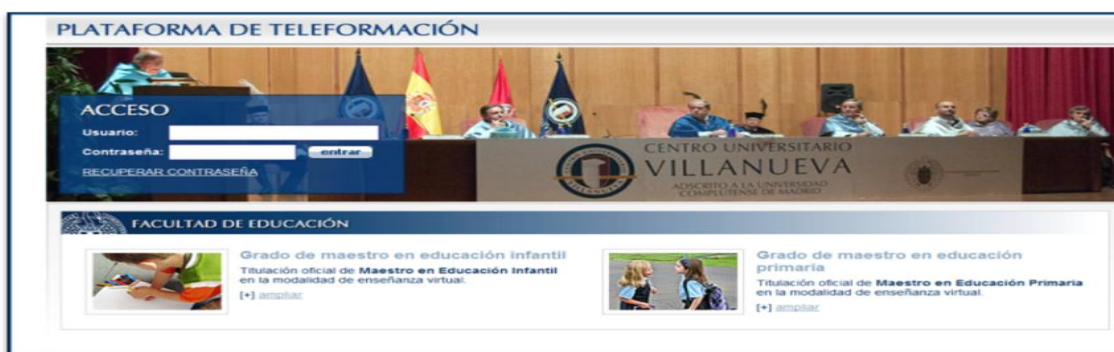 PLATAFORMA DE TELEFORMACIÓN
ACCESO
Usuario:
Contraseña:
entrar
RECUPERAR CONTRASEÑA
CENTRO UNIVERSITARIO
VILLANUEVA
ADSCRITO A LA UNIVERSIDAD
COMPLUTENSE DE MADRID
FACULTAD DE EDUCACIÓN
Grado de maestro en educación infantil
Titulación oficial de Maestro en Educación Infantil
en la modalidad de enseñanza virtual.
[+] ampliar
Grado de maestro en educación
primaria
Titulación oficial de Maestro en Educación Primaria
en la modalidad de enseñanza virtual.
[+] ampliar